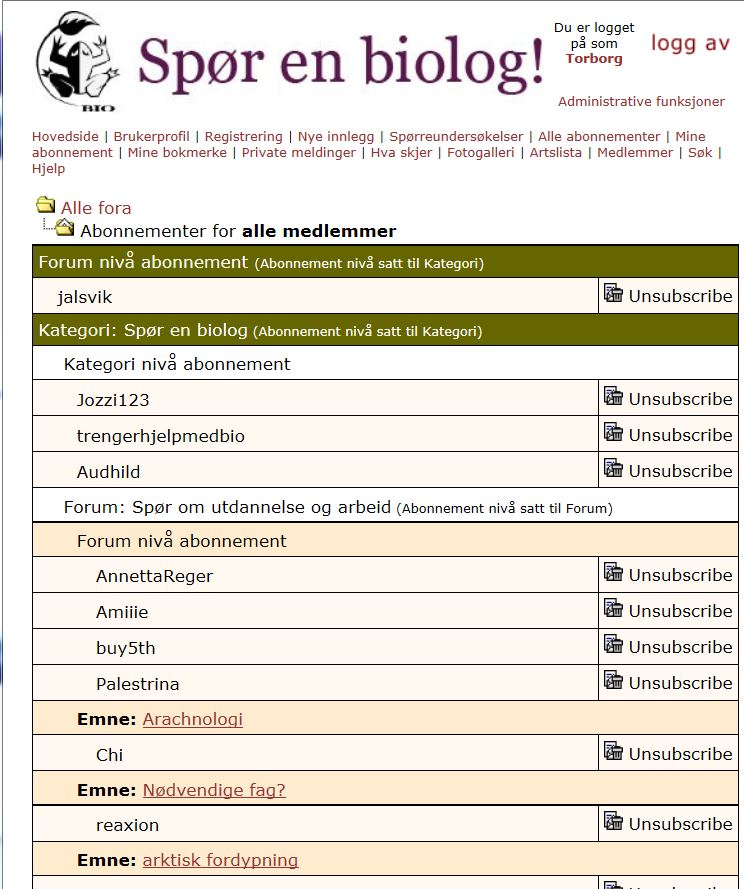 BIO
Spør en biolog!
Du er logget
på som
Torborg
logg av
Administrative funksjoner
Hovedside | Brukerprofil | Registrering | Nye innlegg | Spørreundersøkelser | Alle abonnementer | Mine
abonnement | Mine bokmerke | Private meldinger | Hva skjer | Fotogalleri | Artslista | Medlemmer | Søk |
Hjelp
Alle fora
Abonnementer for alle medlemmer
Forum nivå abonnement (Abonnement nivå satt til Kategori)
jalsvik Unsubscribe
Kategori: Spør en biolog (Abonnement nivå satt til Kategori)
Kategori nivå abonnement
Jozzi123 Unsubscribe
trengerhjelpmedbio Unsubscribe
Audhild Unsubscribe
Forum: Spør om utdannelse og arbeid (Abonnement nivå satt til Forum)
Forum nivå abonnement
AnnettaReger Unsubscribe
Amiiie Unsubscribe
buy5th Unsubscribe
Palestrina Unsubscribe
Emne: Arachnologi
Chi Unsubscribe
Emne: Nødvendige fag?
reaxion Unsubscribe
Emne: arktisk fordypning